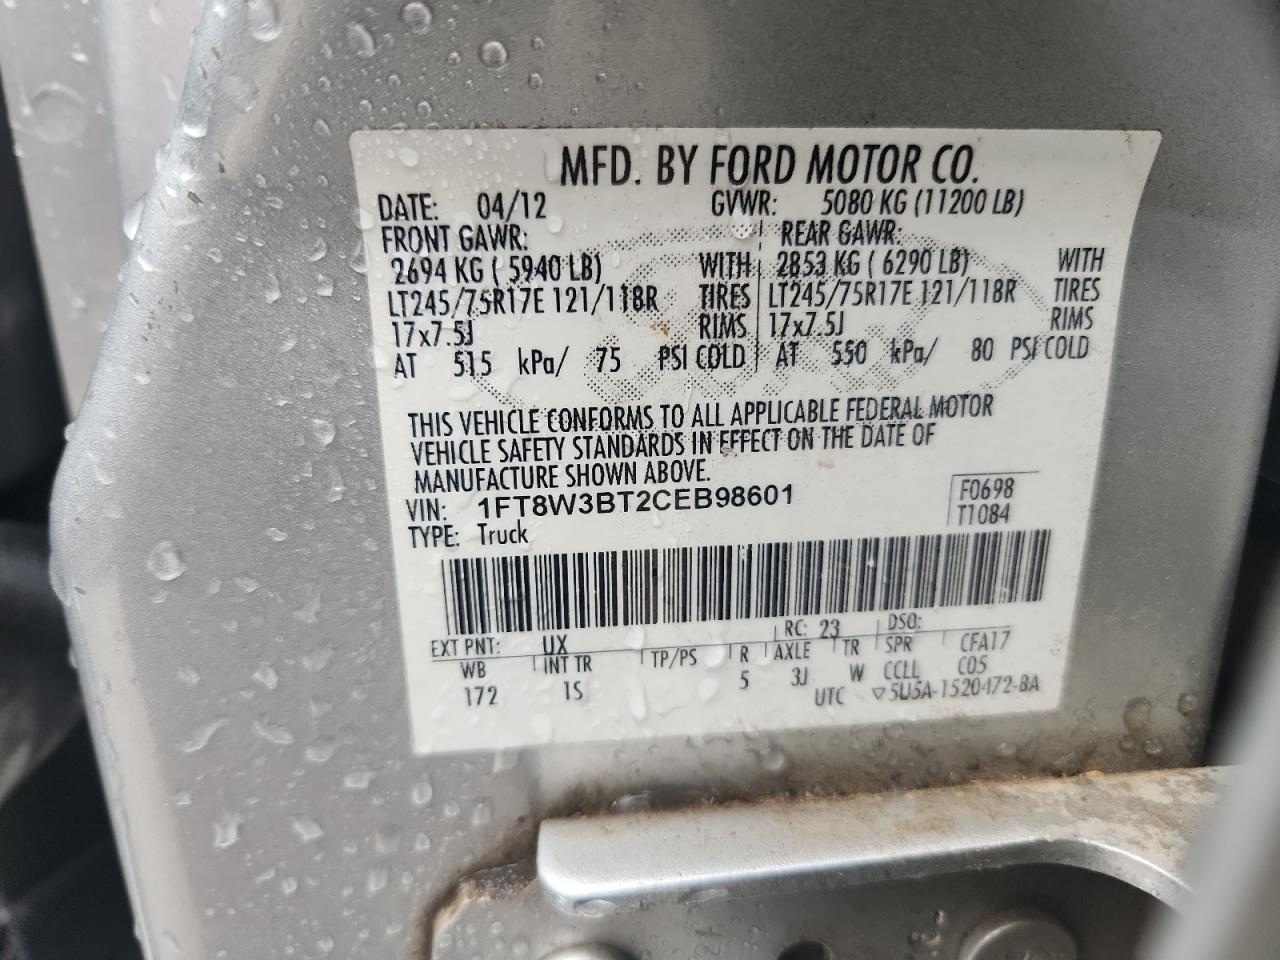 MFD. BY FORD MOTOR CO.
DATE: 04/12 GVWR: 5080 KG (11200 LB)
FRONT GAWR: REAR GAWR:
2694 KG ( 5940 LB) WITH 2853 KG ( 6290 LB) WITH
LT245/75R17E 121/118R TIRES LT245/75R17E 121/118R TIRES
17x7.5J RIMS 17x7.5J RIMS
AT 515 kPa/ 75 PSI COLD AT 550 kPa/ 80 PSI COLD
THIS VEHICLE CONFORMS TO ALL APPLICABLE FEDERAL MOTOR
VEHICLE SAFETY STANDARDS IN EFFECT ON THE DATE OF
MANUFACTURE SHOWN ABOVE.
VIN: 1FT8W3BT2CEB98601 F0698
TYPE: Truck T1084
EXT PNT: UX RC: 23 DSO:
WB INT TR TP/PS R AXLE TR SPR CFA17
172 1S 5 3J W CCLL C05
UTC ▽5U5A-1520472-BA